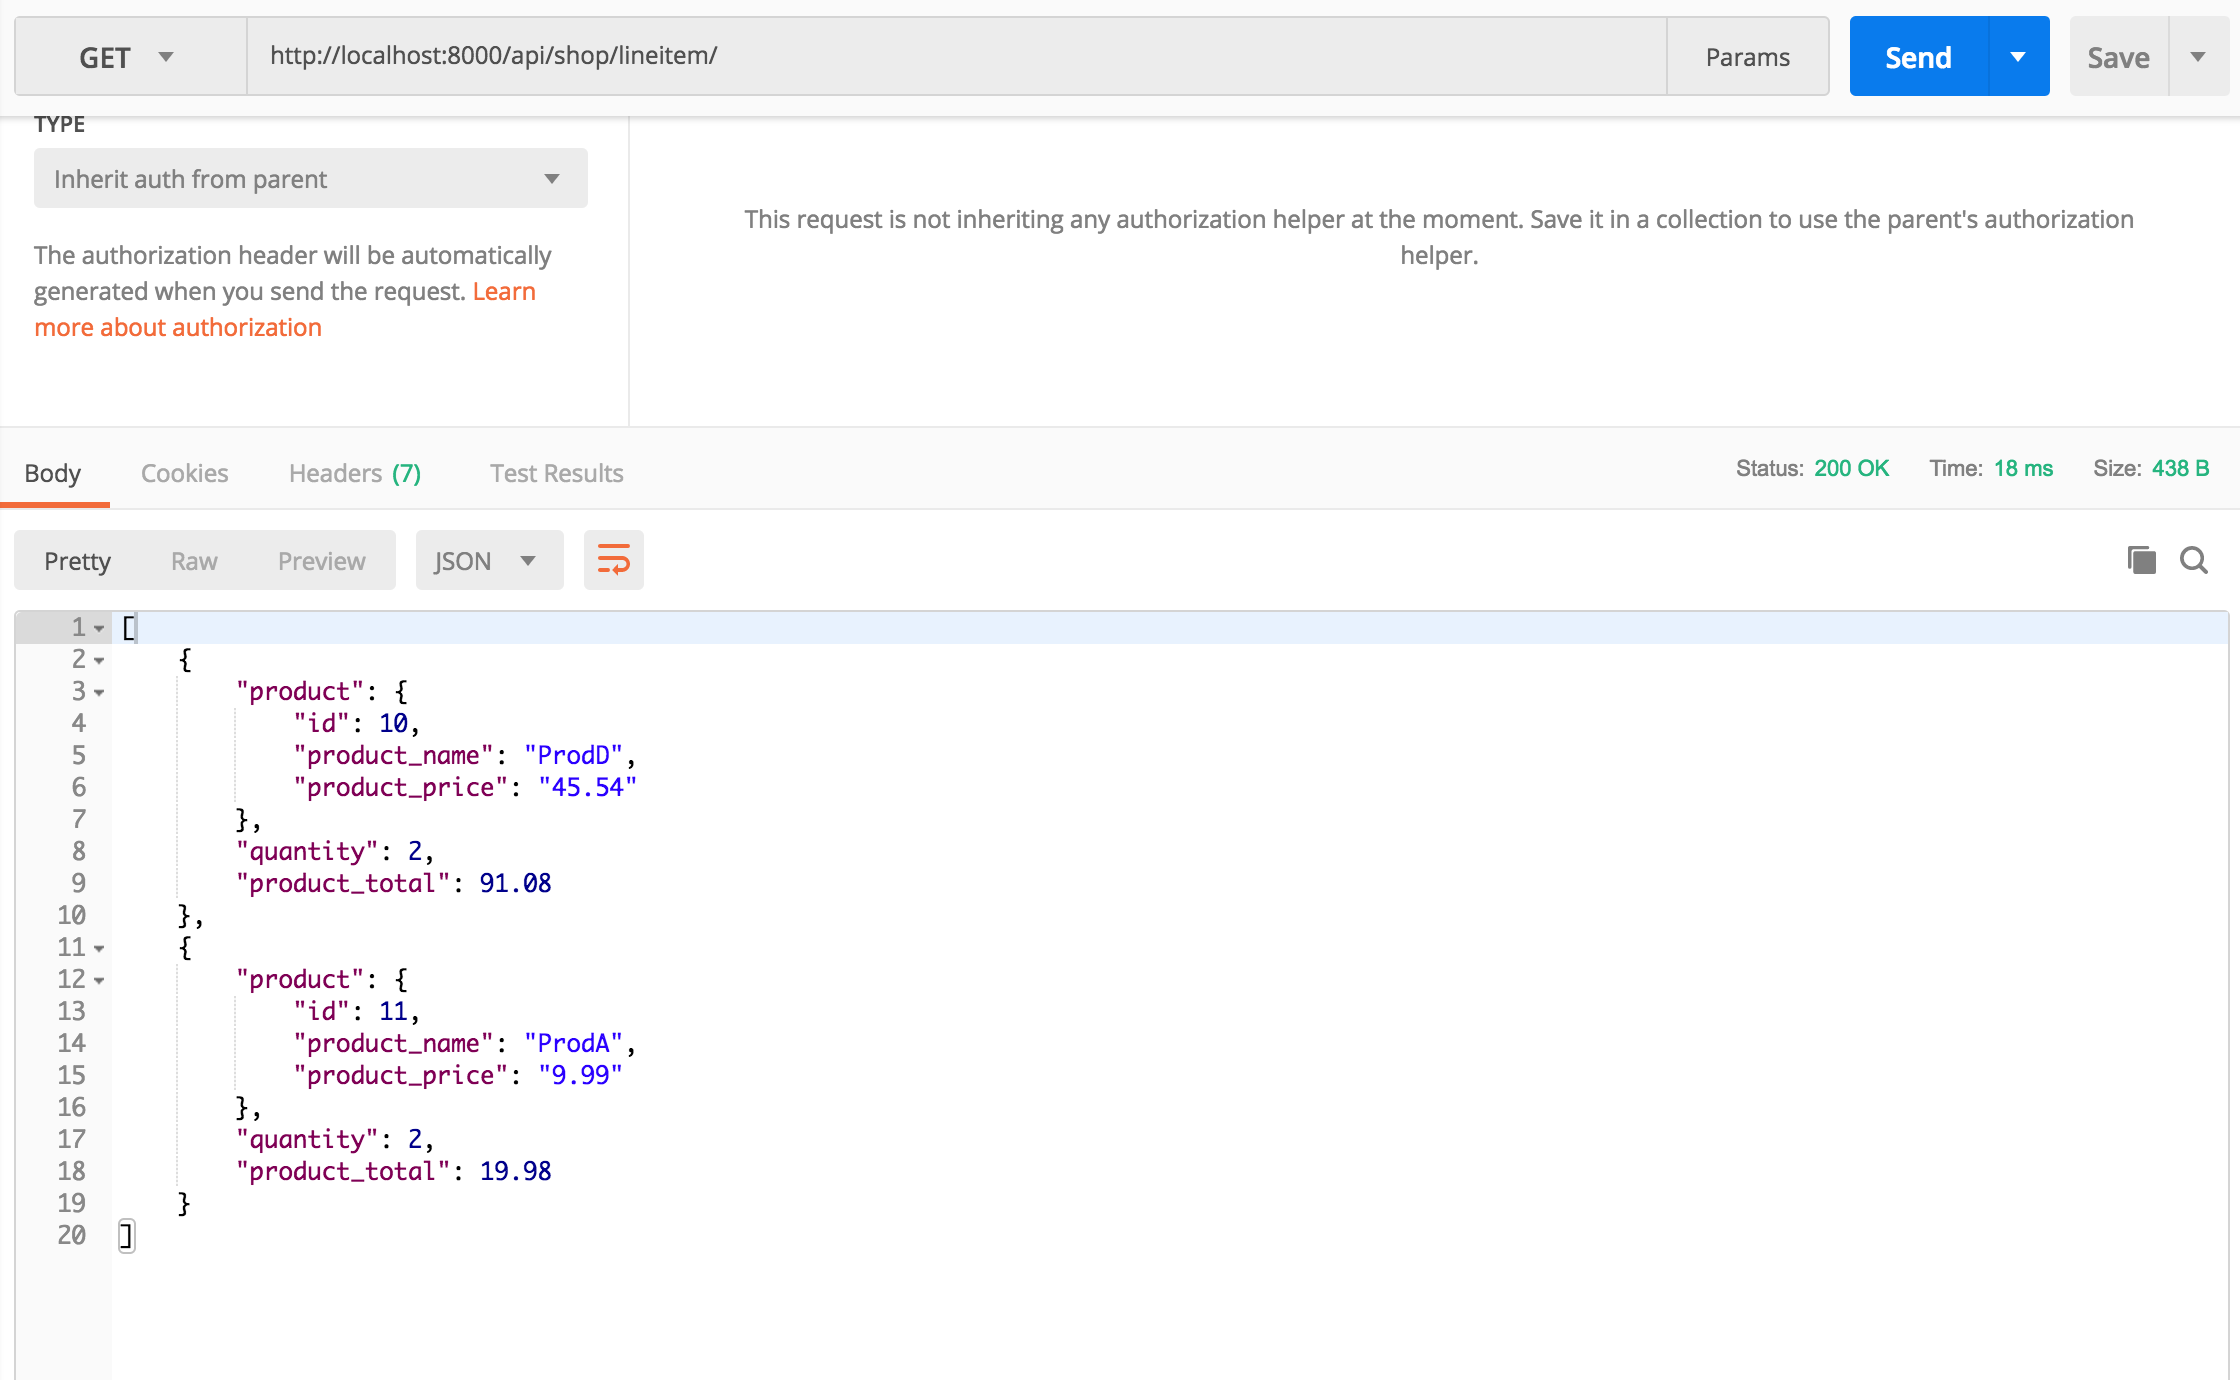 GET http://localhost:8000/api/shop/lineitem/ Params Send Save
TYPE
Inherit auth from parent
The authorization header will be automatically
generated when you send the request. Learn
more about authorization
This request is not inheriting any authorization helper at the moment. Save it in a collection to use the parent's authorization
helper.
Body Cookies Headers (7) Test Results Status: 200 OK Time: 18 ms Size: 438 B
Pretty Raw Preview JSON
1 [
2 {
3 "product": {
4 "id": 10,
5 "product_name": "ProdD",
6 "product_price": "45.54"
7 },
8 "quantity": 2,
9 "product_total": 91.08
10 },
11 {
12 "product": {
13 "id": 11,
14 "product_name": "ProdA",
15 "product_price": "9.99"
16 },
17 "quantity": 2,
18 "product_total": 19.98
19 }
20 ]